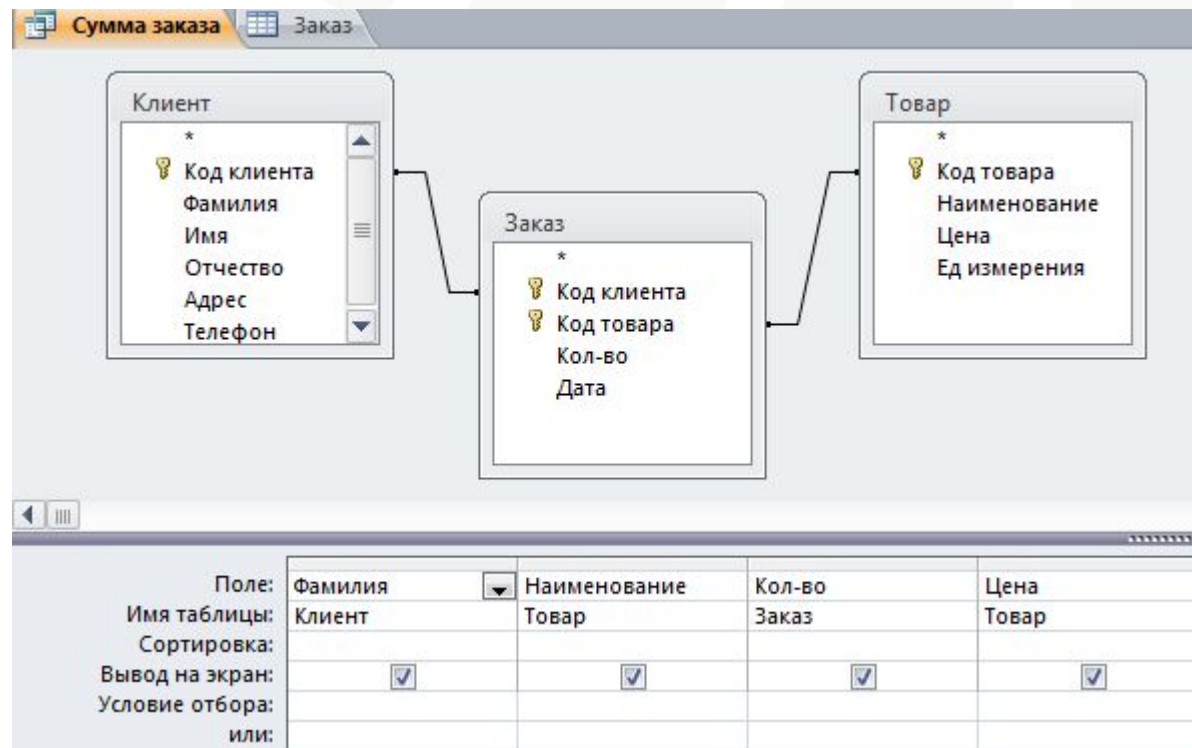 Сумма заказа Заказ
Клиент
*
Код клиента
Фамилия
Имя
Отчество
Адрес
Телефон
Заказ
*
Код клиента
Код товара
Кол-во
Дата
Товар
*
Код товара
Наименование
Цена
Ед измерения
Поле: Фамилия Наименование Кол-во Цена
Имя таблицы: Клиент Товар Заказ Товар
Сортировка:
Вывод на экран:
Условие отбора:
или: